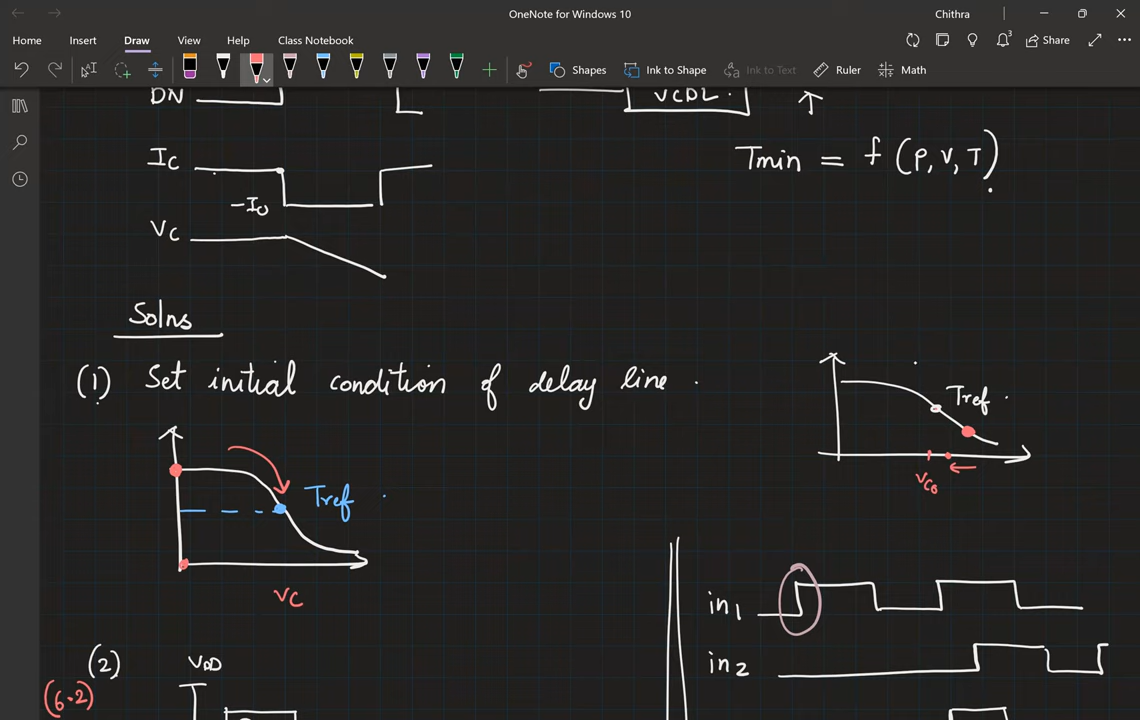 OneNote for Windows 10
Chithra
Home Insert Draw View Help Class Notebook
Share
Shapes Ink to Shape Ink to Text Ruler Math
DN
VCDL
Tmin = f (P, V, T)
Ic
-Io
Vc
Solns
(1) Set initial condition of delay line.
Tref
Vco
Tref
Vc
in1
in2
(2) VDD
(6.2)